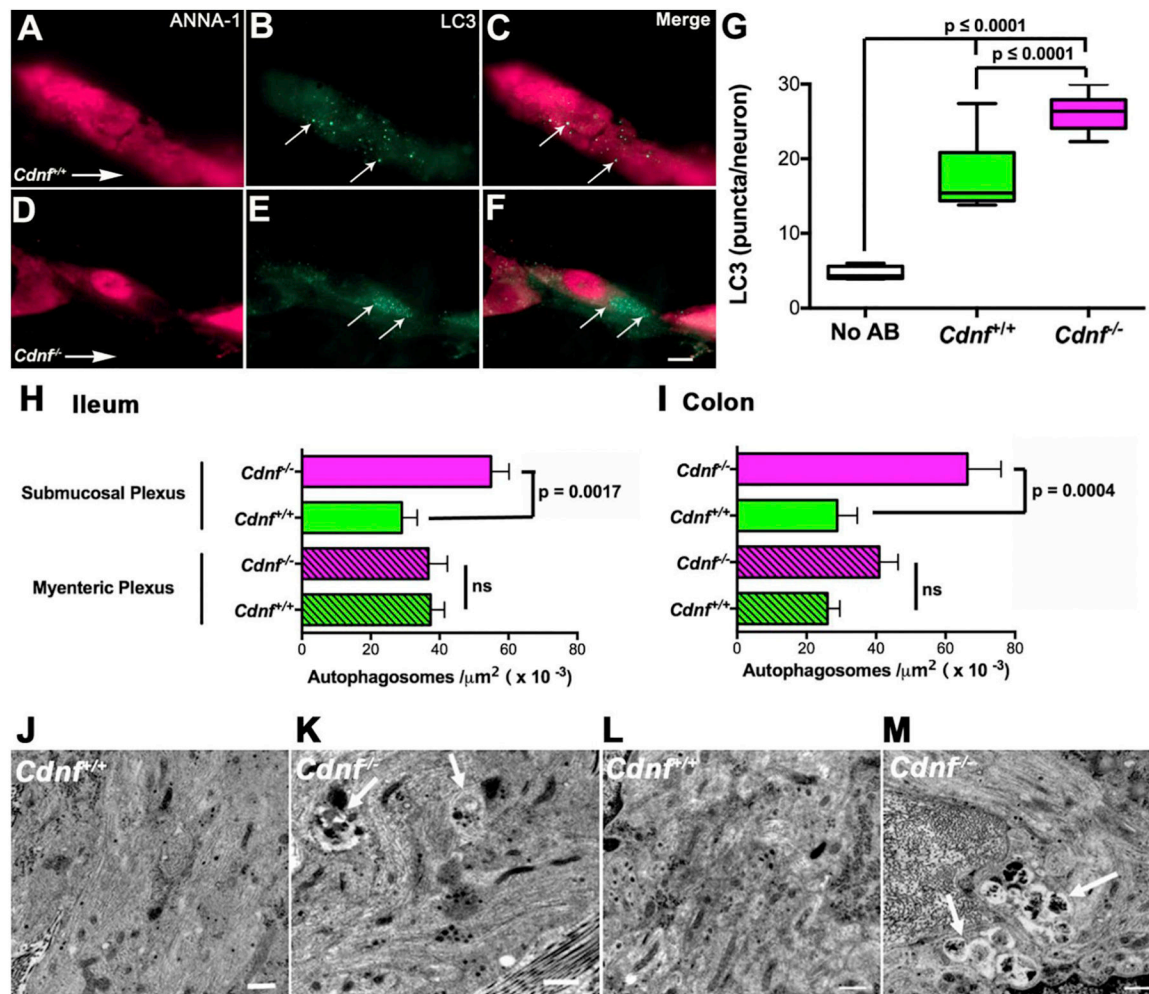 A ANNA-1
B LC3
C Merge
Cdnf+/+
D
E
F
Cdnf-/-
G
p ≤ 0.0001
p ≤ 0.0001
LC3 (puncta/neuron)
30
20
10
0
No AB Cdnf+/+ Cdnf-/-
H Ileum
Submucosal Plexus
Myenteric Plexus
Cdnf-/-
Cdnf+/+
Cdnf-/-
Cdnf+/+
p = 0.0017
ns
0 20 40 60 80
Autophagosomes /μm² ( x 10 -3)
I Colon
Cdnf-/-
Cdnf+/+
Cdnf-/-
Cdnf+/+
p = 0.0004
ns
0 20 40 60 80
Autophagosomes /μm² ( x 10 -3)
J
Cdnf+/+
K
Cdnf-/-
L
Cdnf+/+
M
Cdnf-/-